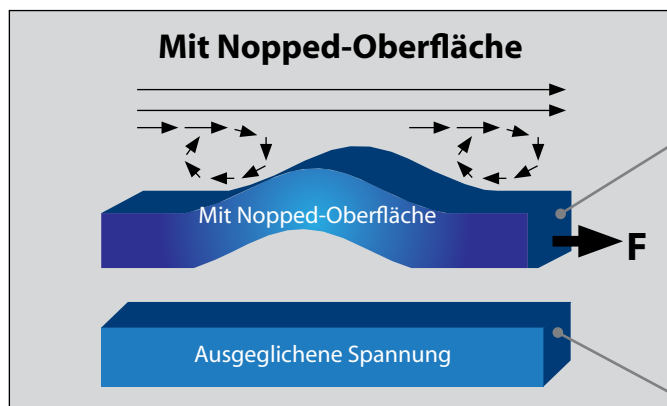 Mit Nopped-Oberfläche
Mit Nopped-Oberfläche
F
Ausgeglichene Spannung